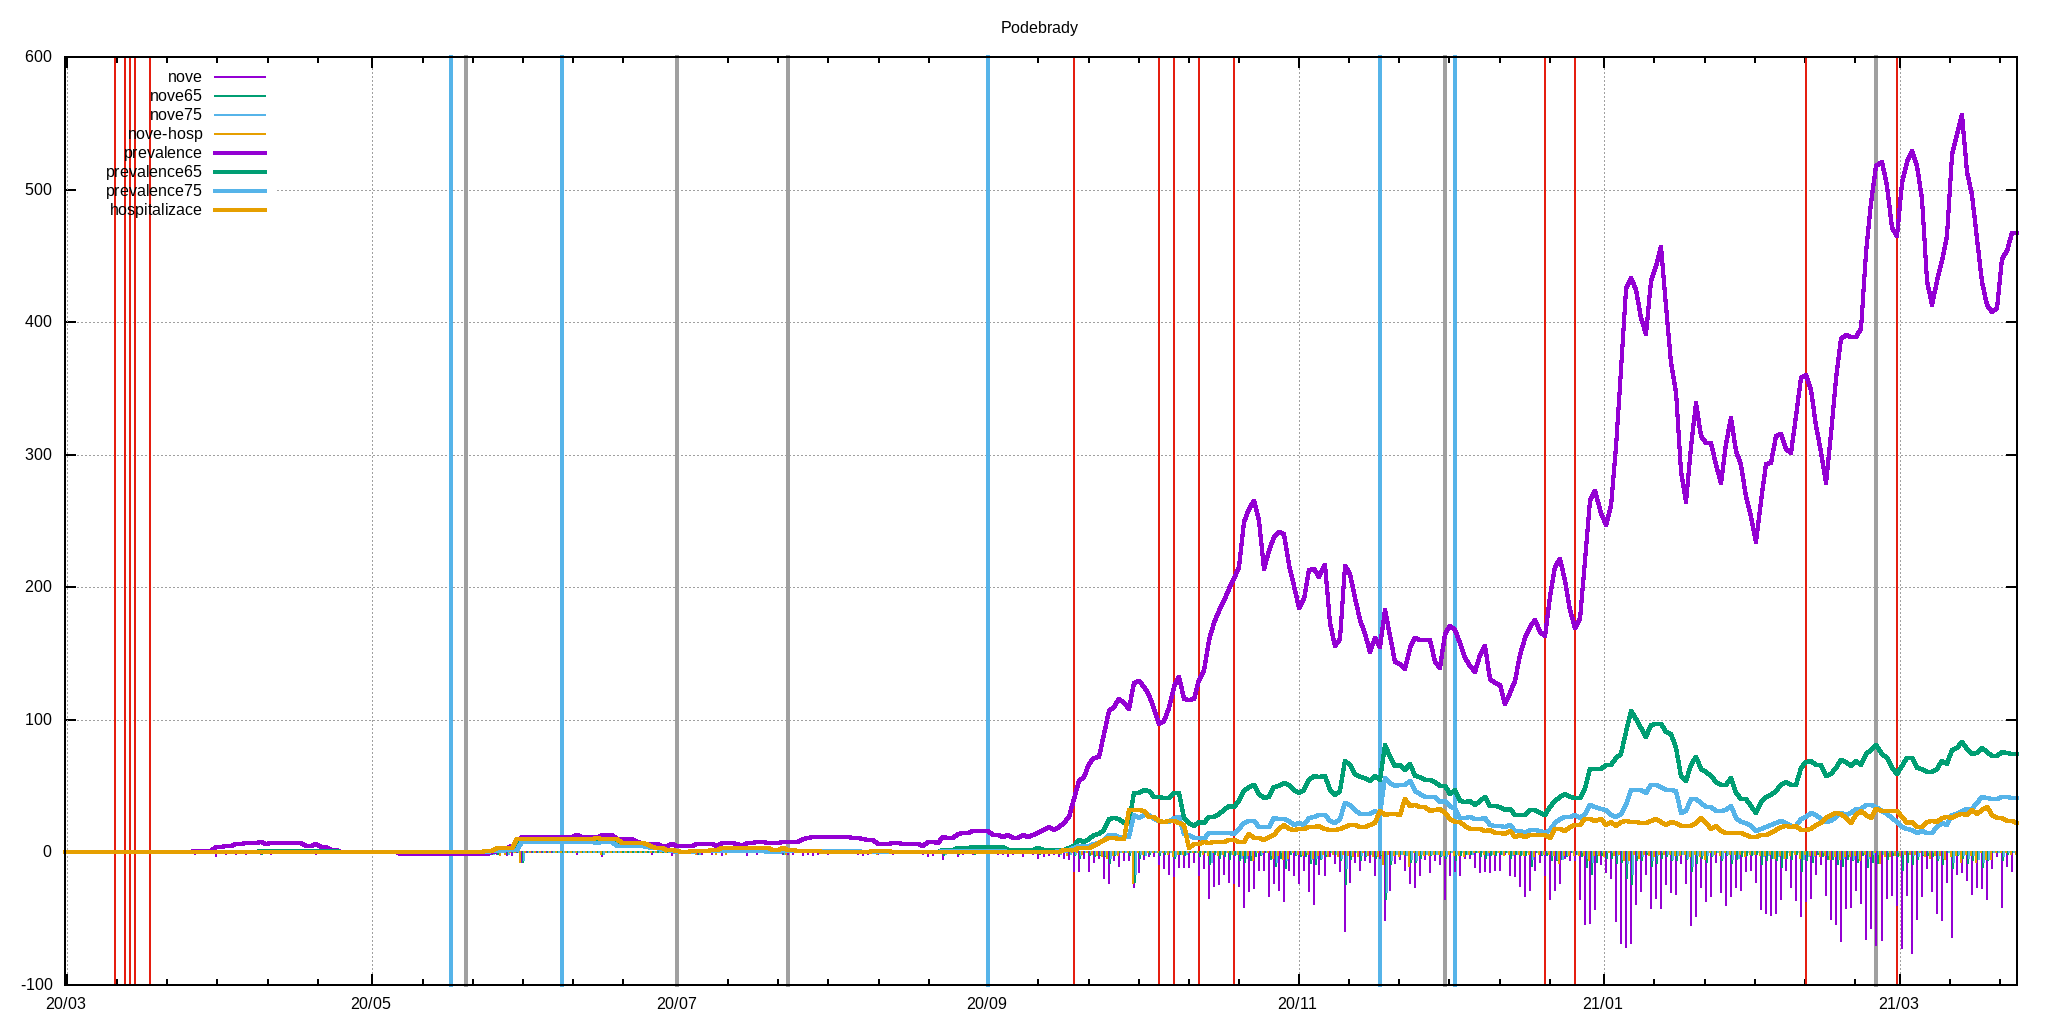 Podebrady
600
500
400
300
200
100
0
-100
nove
nove65
nove75
nove-hosp
prevalence
prevalence65
prevalence75
hospitalizace
20/03 20/05 20/07 20/09 20/11 21/01 21/03